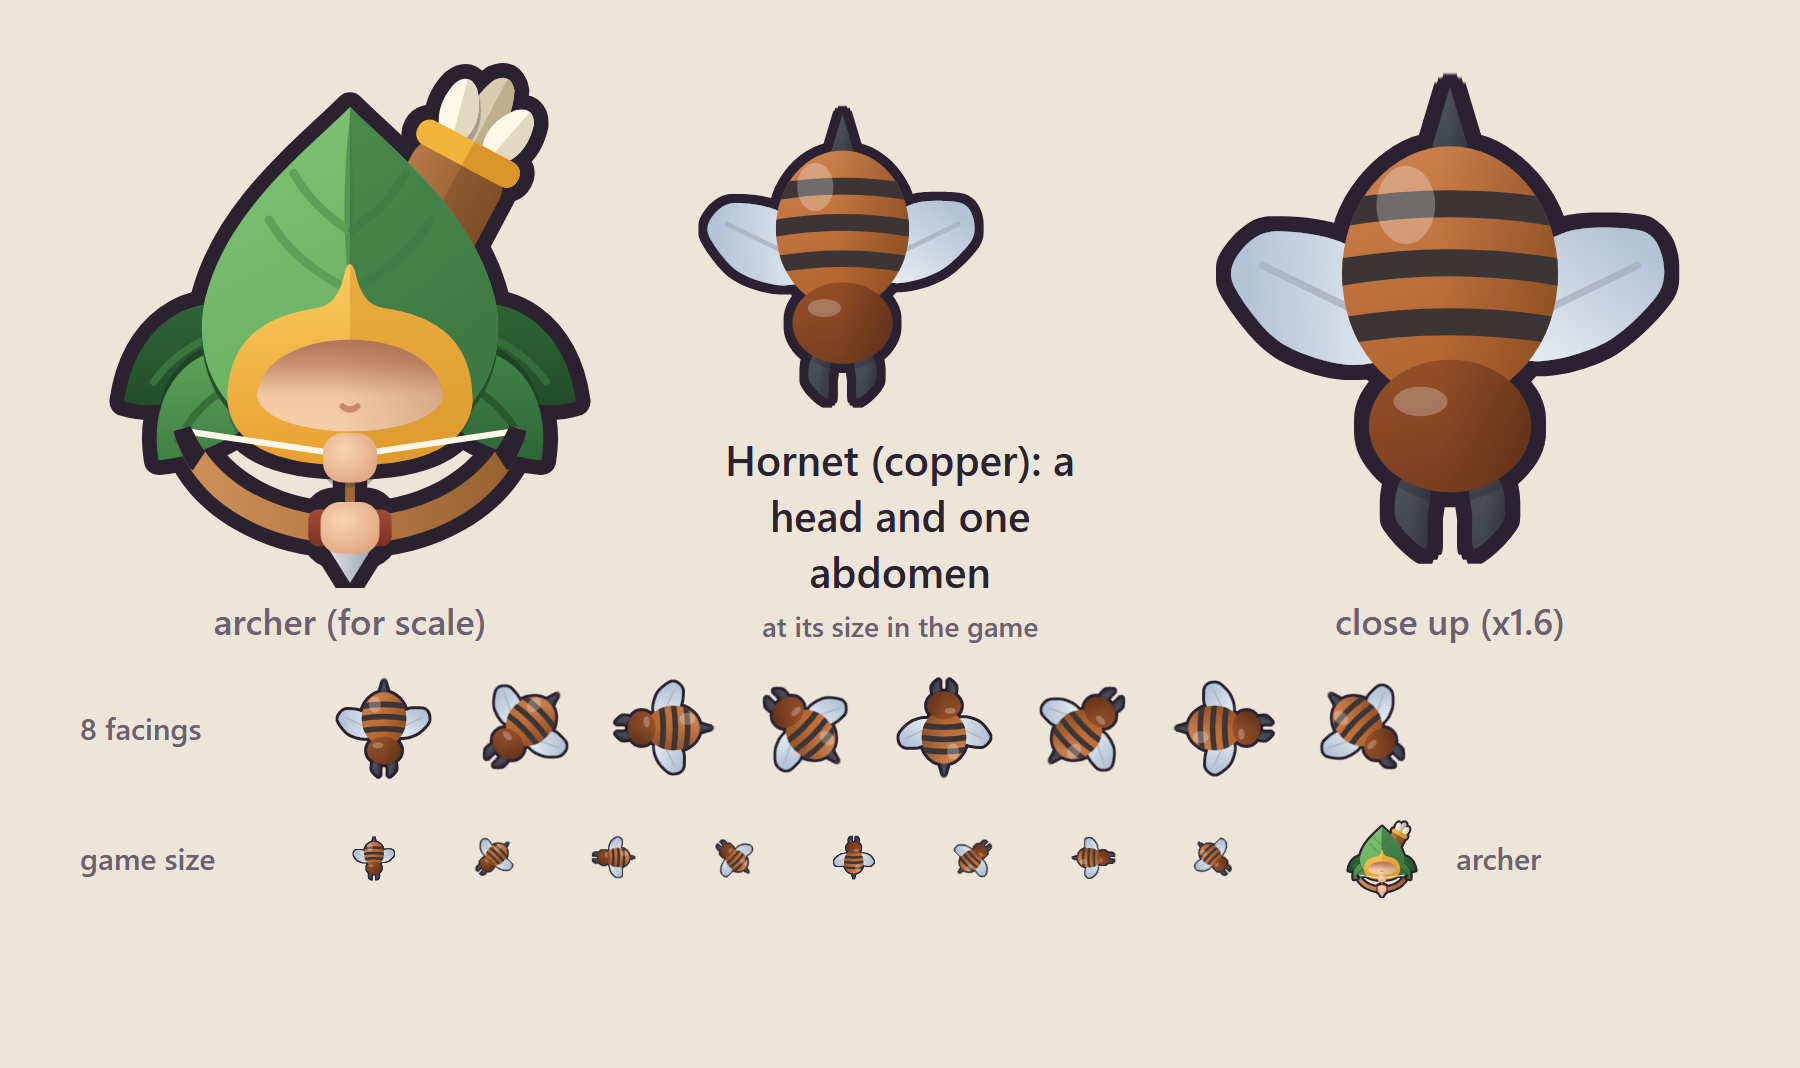 Hornet (copper): a
head and one
abdomen
archer (for scale)
at its size in the game
close up (x1.6)
8 facings
game size
archer